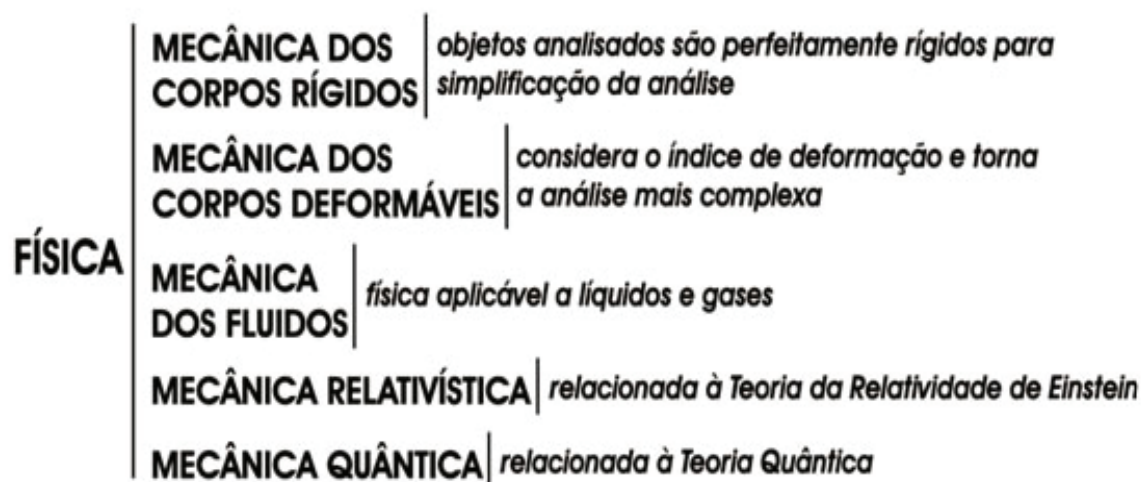 FÍSICA
MECÂNICA DOS
CORPOS RÍGIDOS
objetos analisados são perfeitamente rígidos para
simplificação da análise
MECÂNICA DOS
CORPOS DEFORMÁVEIS
considera o índice de deformação e torna
a análise mais complexa
MECÂNICA
DOS FLUIDOS
física aplicável a líquidos e gases
MECÂNICA RELATIVÍSTICA
relacionada à Teoria da Relatividade de Einstein
MECÂNICA QUÂNTICA
relacionada à Teoria Quântica